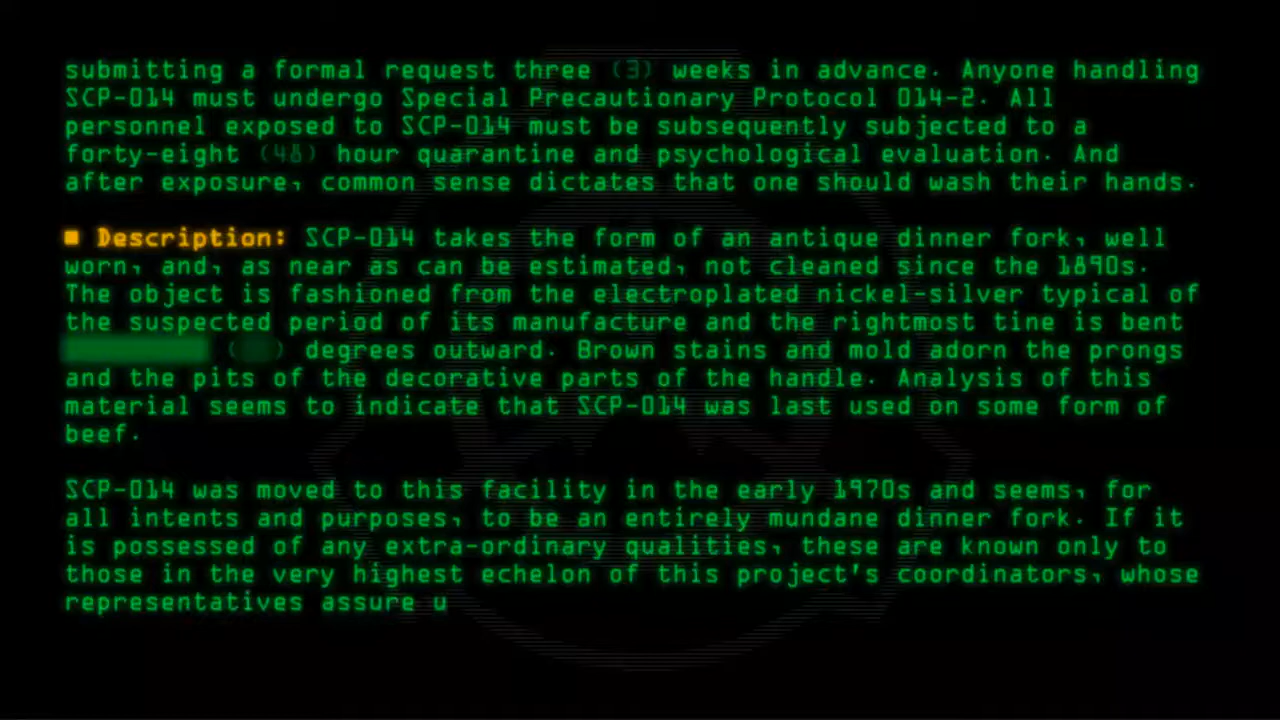 submitting a formal request three (3) weeks in advance. Anyone handling
SCP-014 must undergo Special Precautionary Protocol 014-2. All
personnel exposed to SCP-014 must be subsequently subjected to a
forty-eight (48) hour quarantine and psychological evaluation. And
after exposure, common sense dictates that one should wash their hands.
■ Description: SCP-014 takes the form of an antique dinner fork, well
worn, and, as near as can be estimated, not cleaned since the 1890s.
The object is fashioned from the electroplated nickel-silver typical of
the suspected period of its manufacture and the rightmost tine is bent
degrees outward. Brown stains and mold adorn the prongs
and the pits of the decorative parts of the handle. Analysis of this
material seems to indicate that SCP-014 was last used on some form of
beef.
SCP-014 was moved to this facility in the early 1970s and seems, for
all intents and purposes, to be an entirely mundane dinner fork. If it
is possessed of any extra-ordinary qualities, these are known only to
those in the very highest echelon of this project's coordinators, whose
representatives assure u